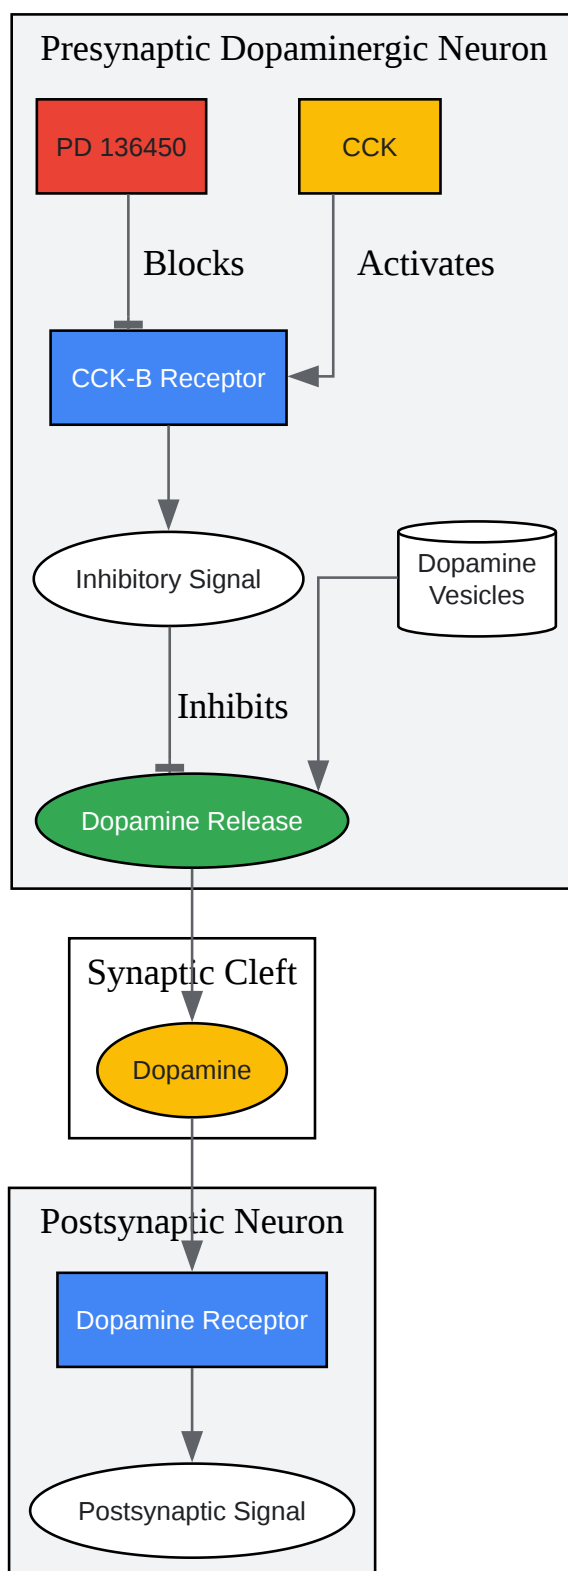 Presynaptic Dopaminergic Neuron
PD 136450
CCK
Blocks
Activates
CCK-B Receptor
Inhibitory Signal
Dopamine
Vesicles
Inhibits
Dopamine Release
Synaptic Cleft
Dopamine
Postsynaptic Neuron
Dopamine Receptor
Postsynaptic Signal